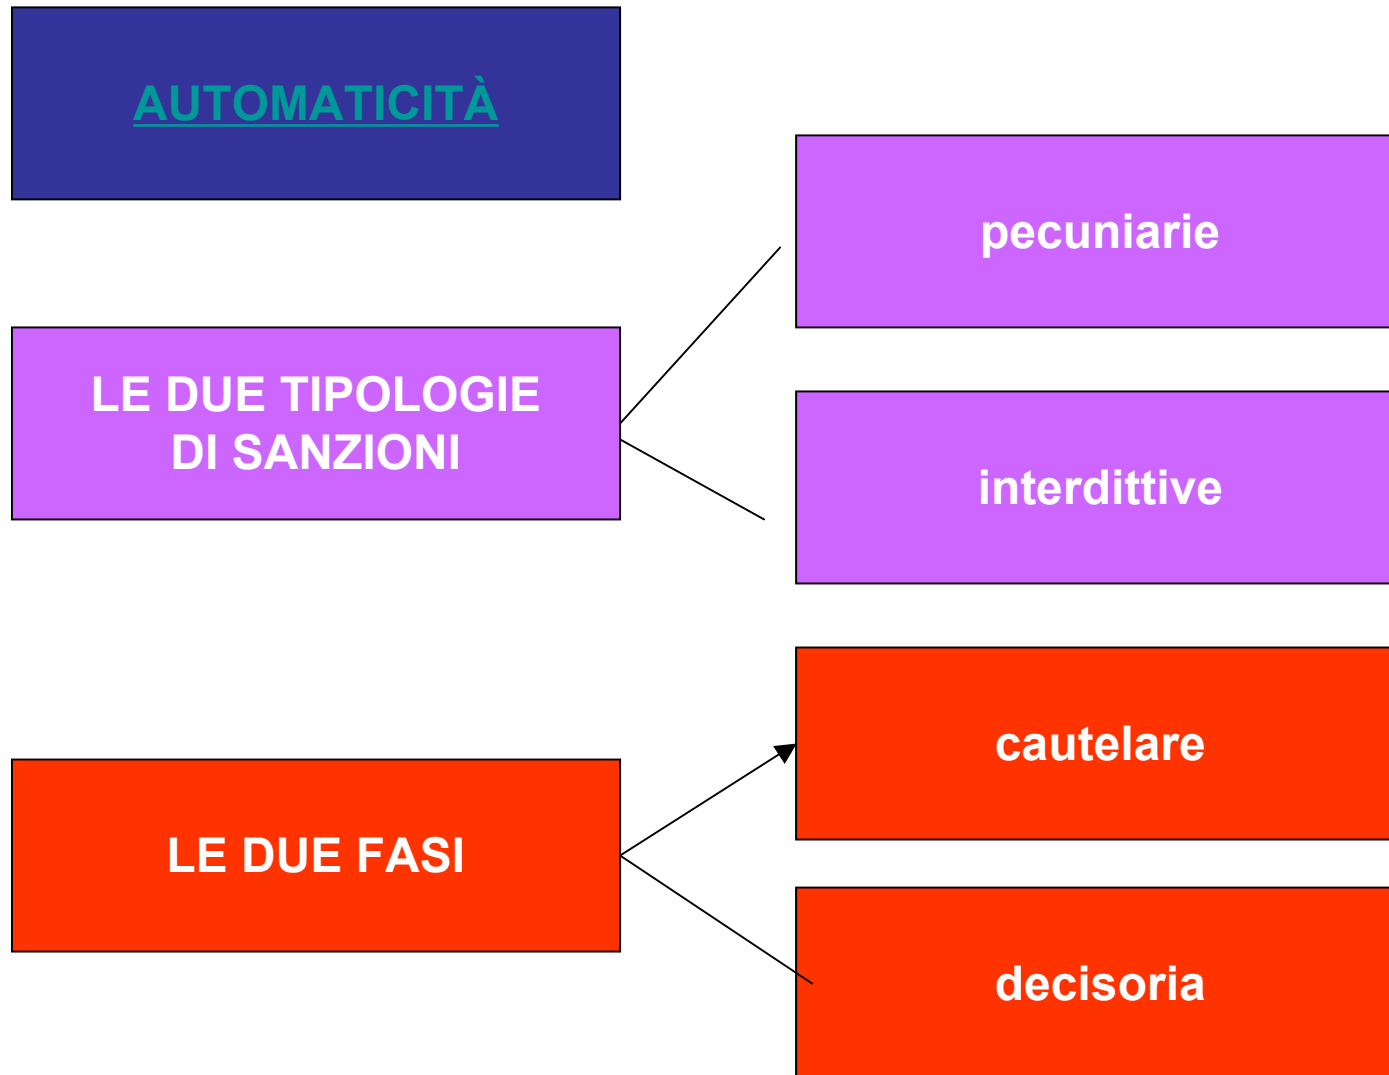 AUTOMATICITÀ
pecuniarie
LE DUE TIPOLOGIE
DI SANZIONI
interdittive
cautelare
LE DUE FASI
decisoria